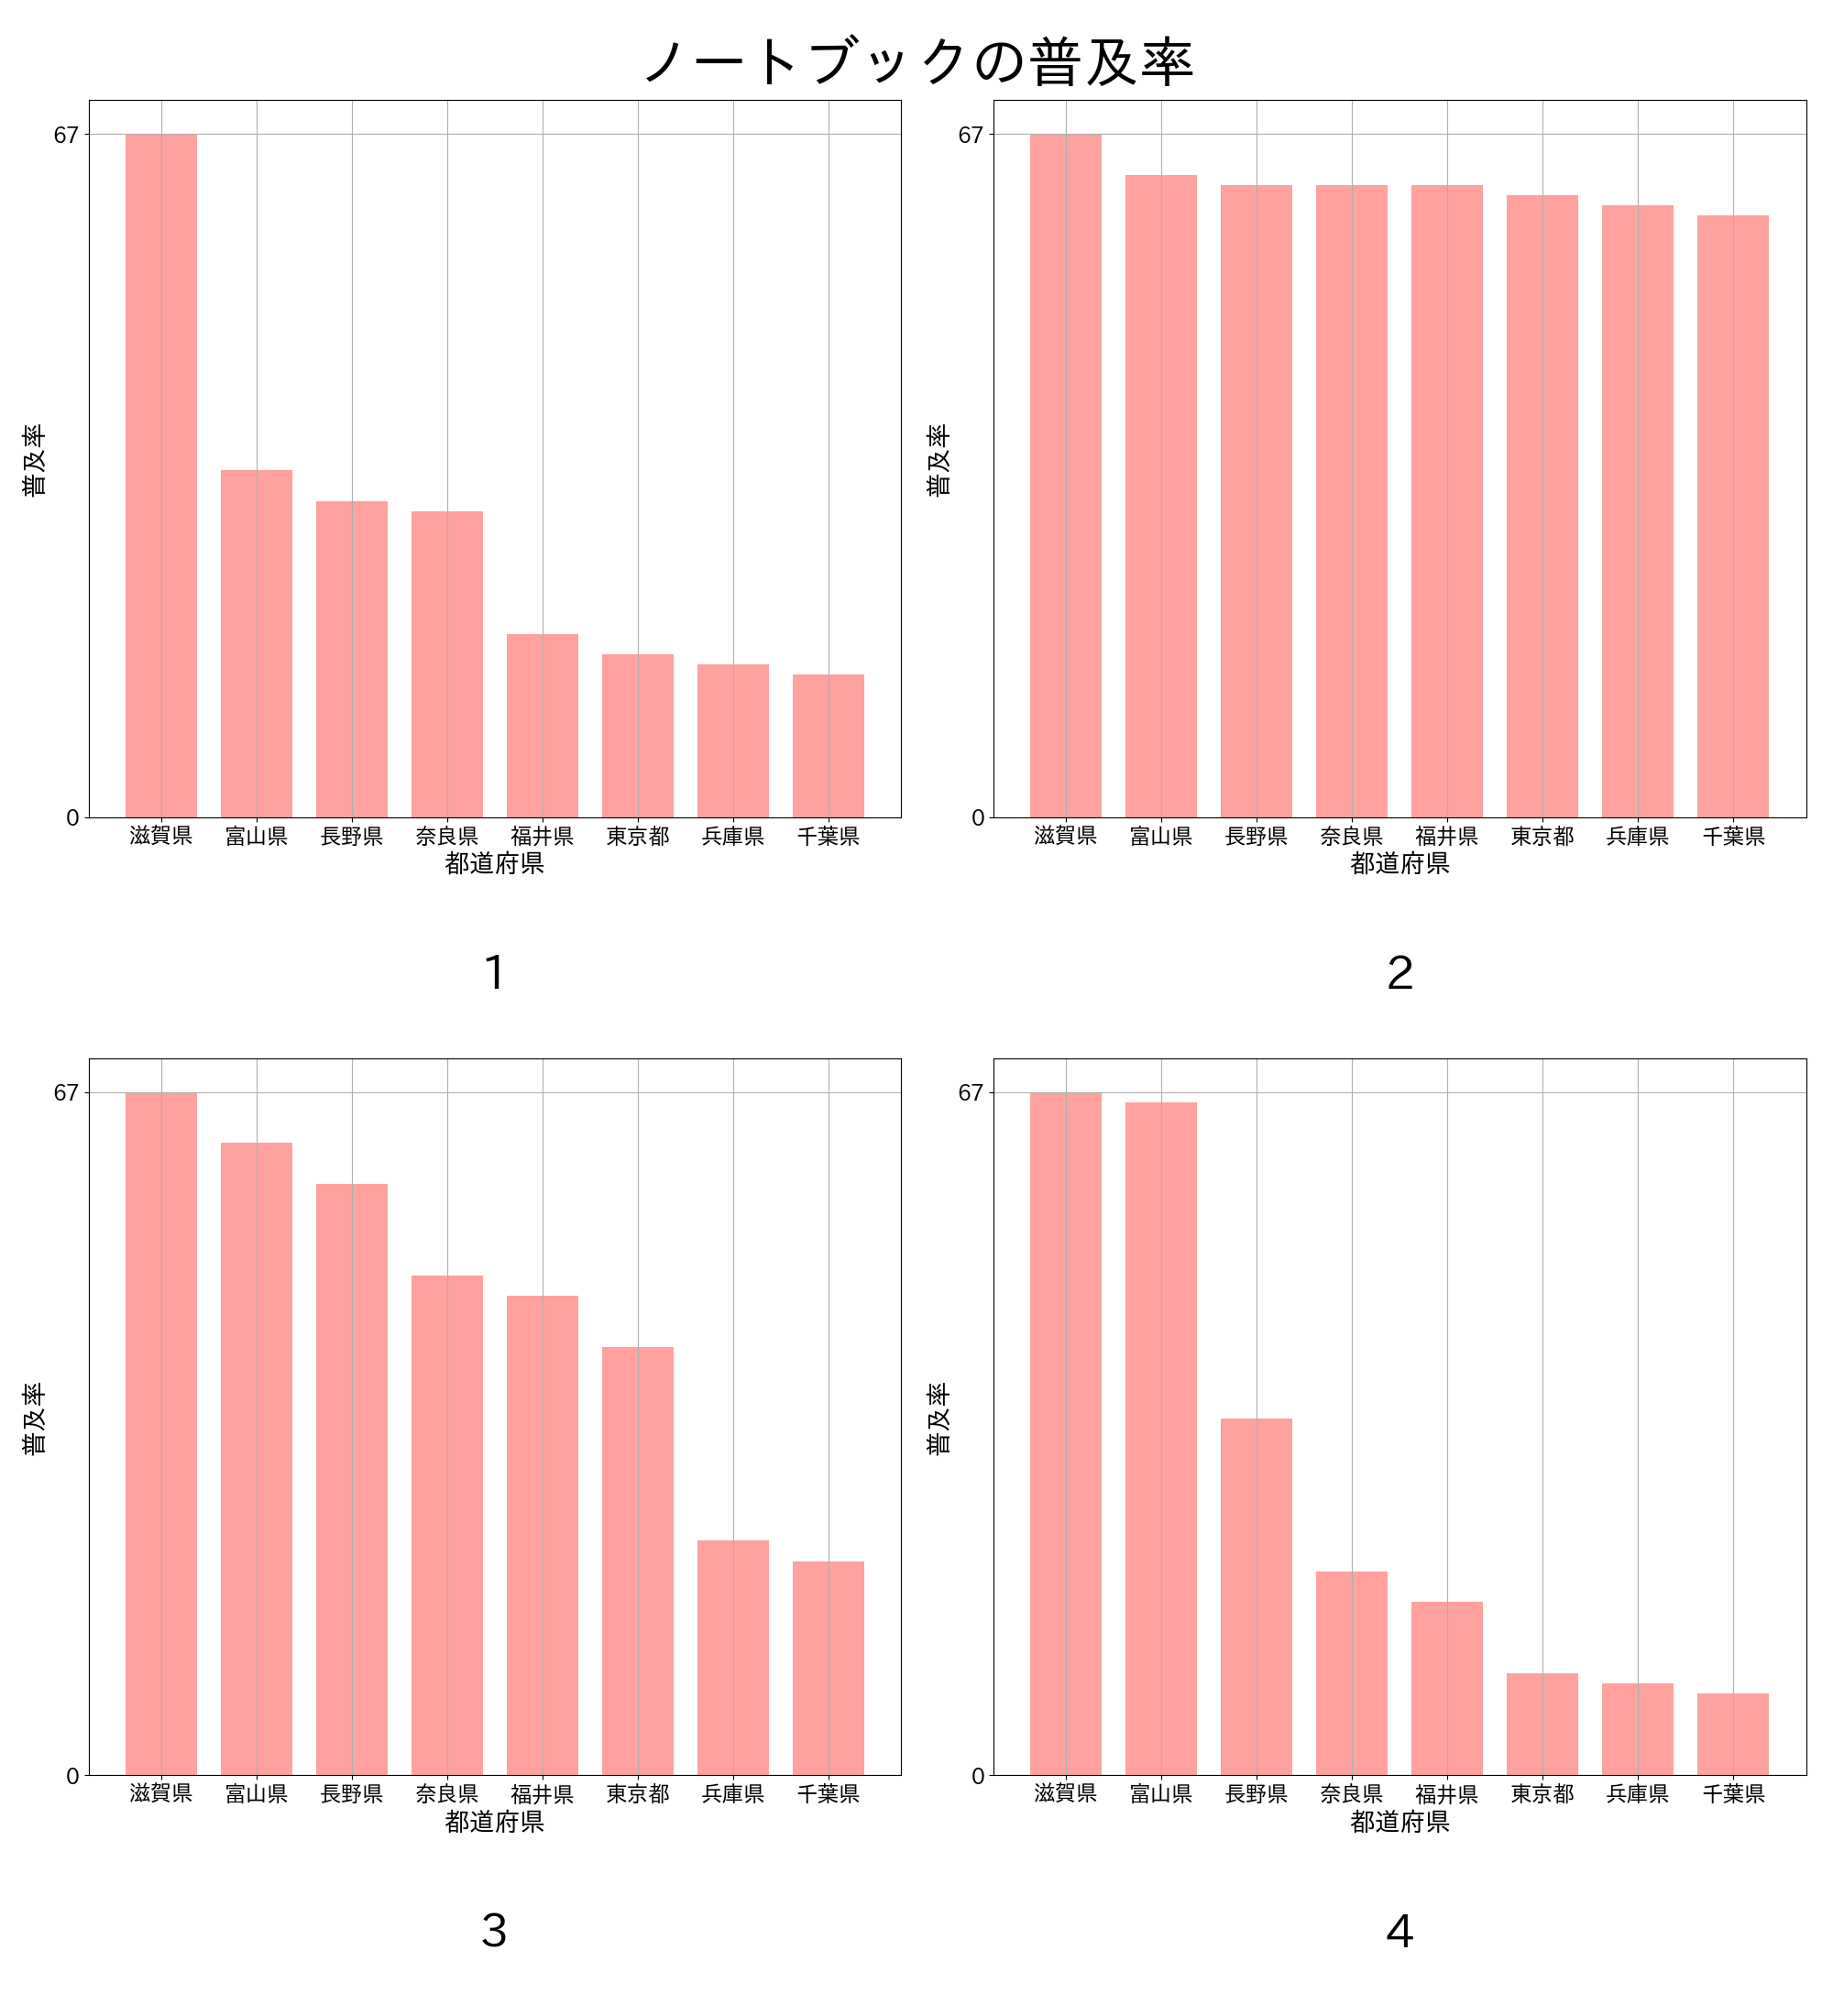 ノートブックの普及率
67
0
普及率
滋賀県 富山県 長野県 奈良県 福井県 東京都 兵庫県 千葉県
都道府県
1
67
0
普及率
滋賀県 富山県 長野県 奈良県 福井県 東京都 兵庫県 千葉県
都道府県
2
67
0
普及率
滋賀県 富山県 長野県 奈良県 福井県 東京都 兵庫県 千葉県
都道府県
3
67
0
普及率
滋賀県 富山県 長野県 奈良県 福井県 東京都 兵庫県 千葉県
都道府県
4